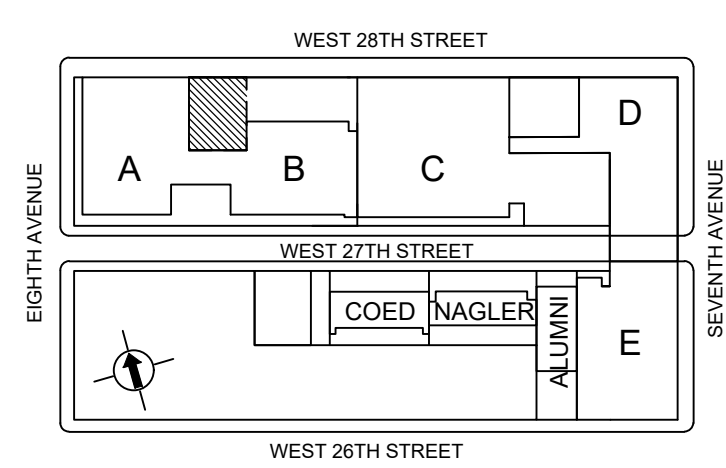 WEST 28TH STREET
EIGHTH AVENUE
A
B
C
D
SEVENTH AVENUE
WEST 27TH STREET
COED
NAGLER
ALUMNI
E
WEST 26TH STREET